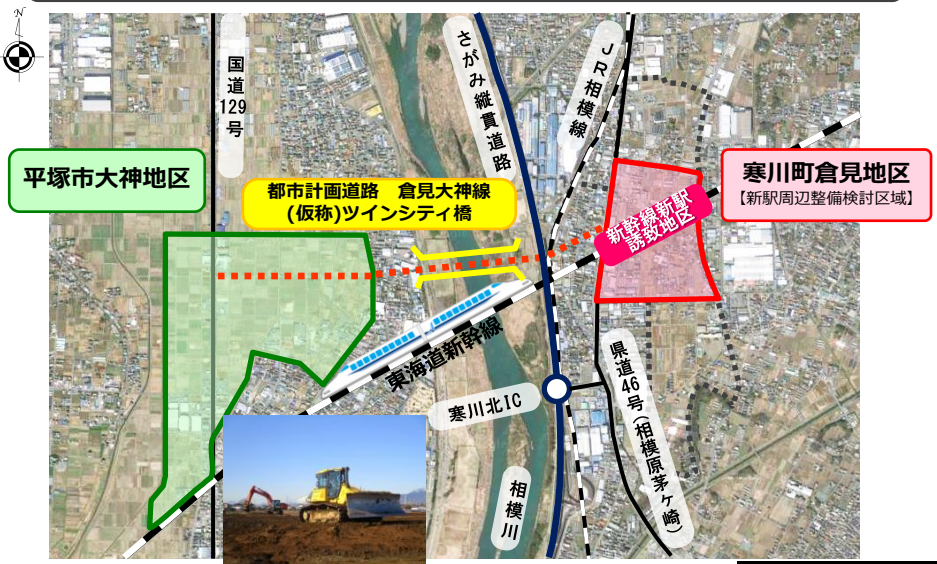 N
国道129号
さがみ縦貫道路
JR相模線
平塚市大神地区
都市計画道路 倉見大神線
(仮称)ツインシティ橋
寒川町倉見地区
【新駅周辺整備検討区域】
新幹線新駅
誘致地区
東海道新幹線
寒川北IC
県道46号(相模原茅ケ崎)
相模川